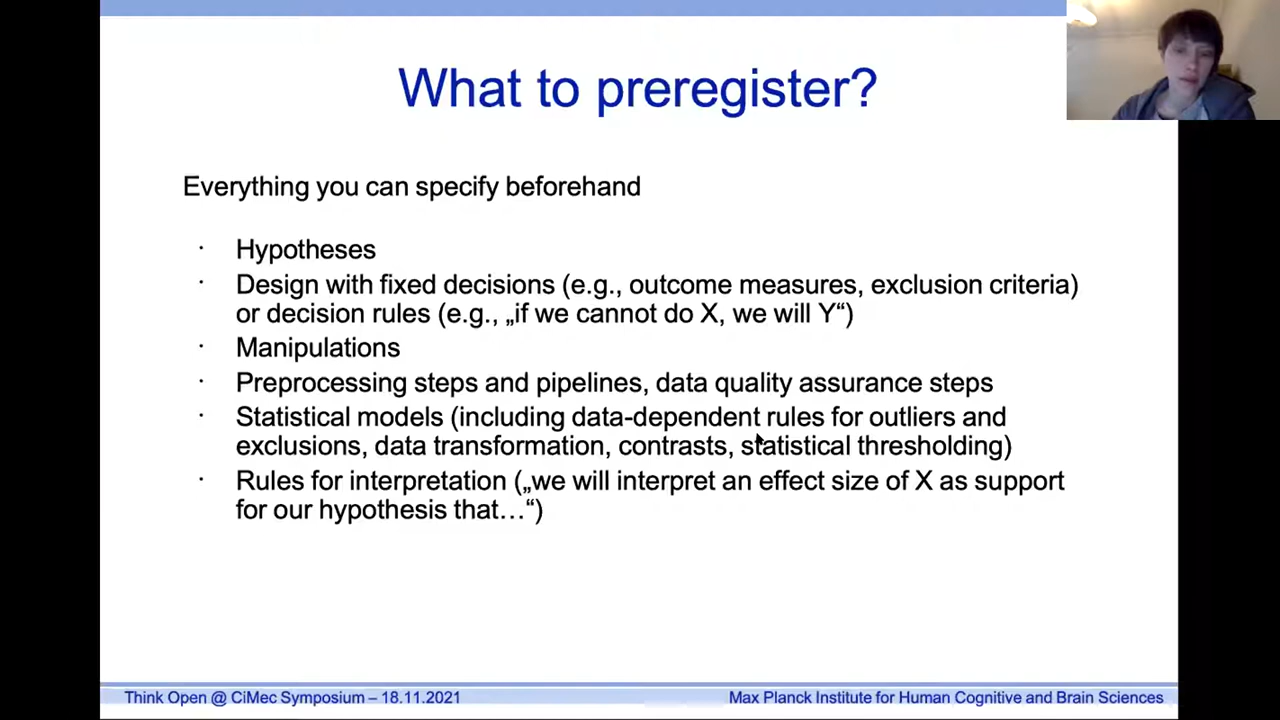 What to preregister?
Everything you can specify beforehand
· Hypotheses
· Design with fixed decisions (e.g., outcome measures, exclusion criteria)
or decision rules (e.g., „if we cannot do X, we will Y“)
· Manipulations
· Preprocessing steps and pipelines, data quality assurance steps
· Statistical models (including data-dependent rules for outliers and
exclusions, data transformation, contrasts, statistical thresholding)
· Rules for interpretation („we will interpret an effect size of X as support
for our hypothesis that…“)
Think Open @ CiMec Symposium – 18.11.2021
Max Planck Institute for Human Cognitive and Brain Sciences